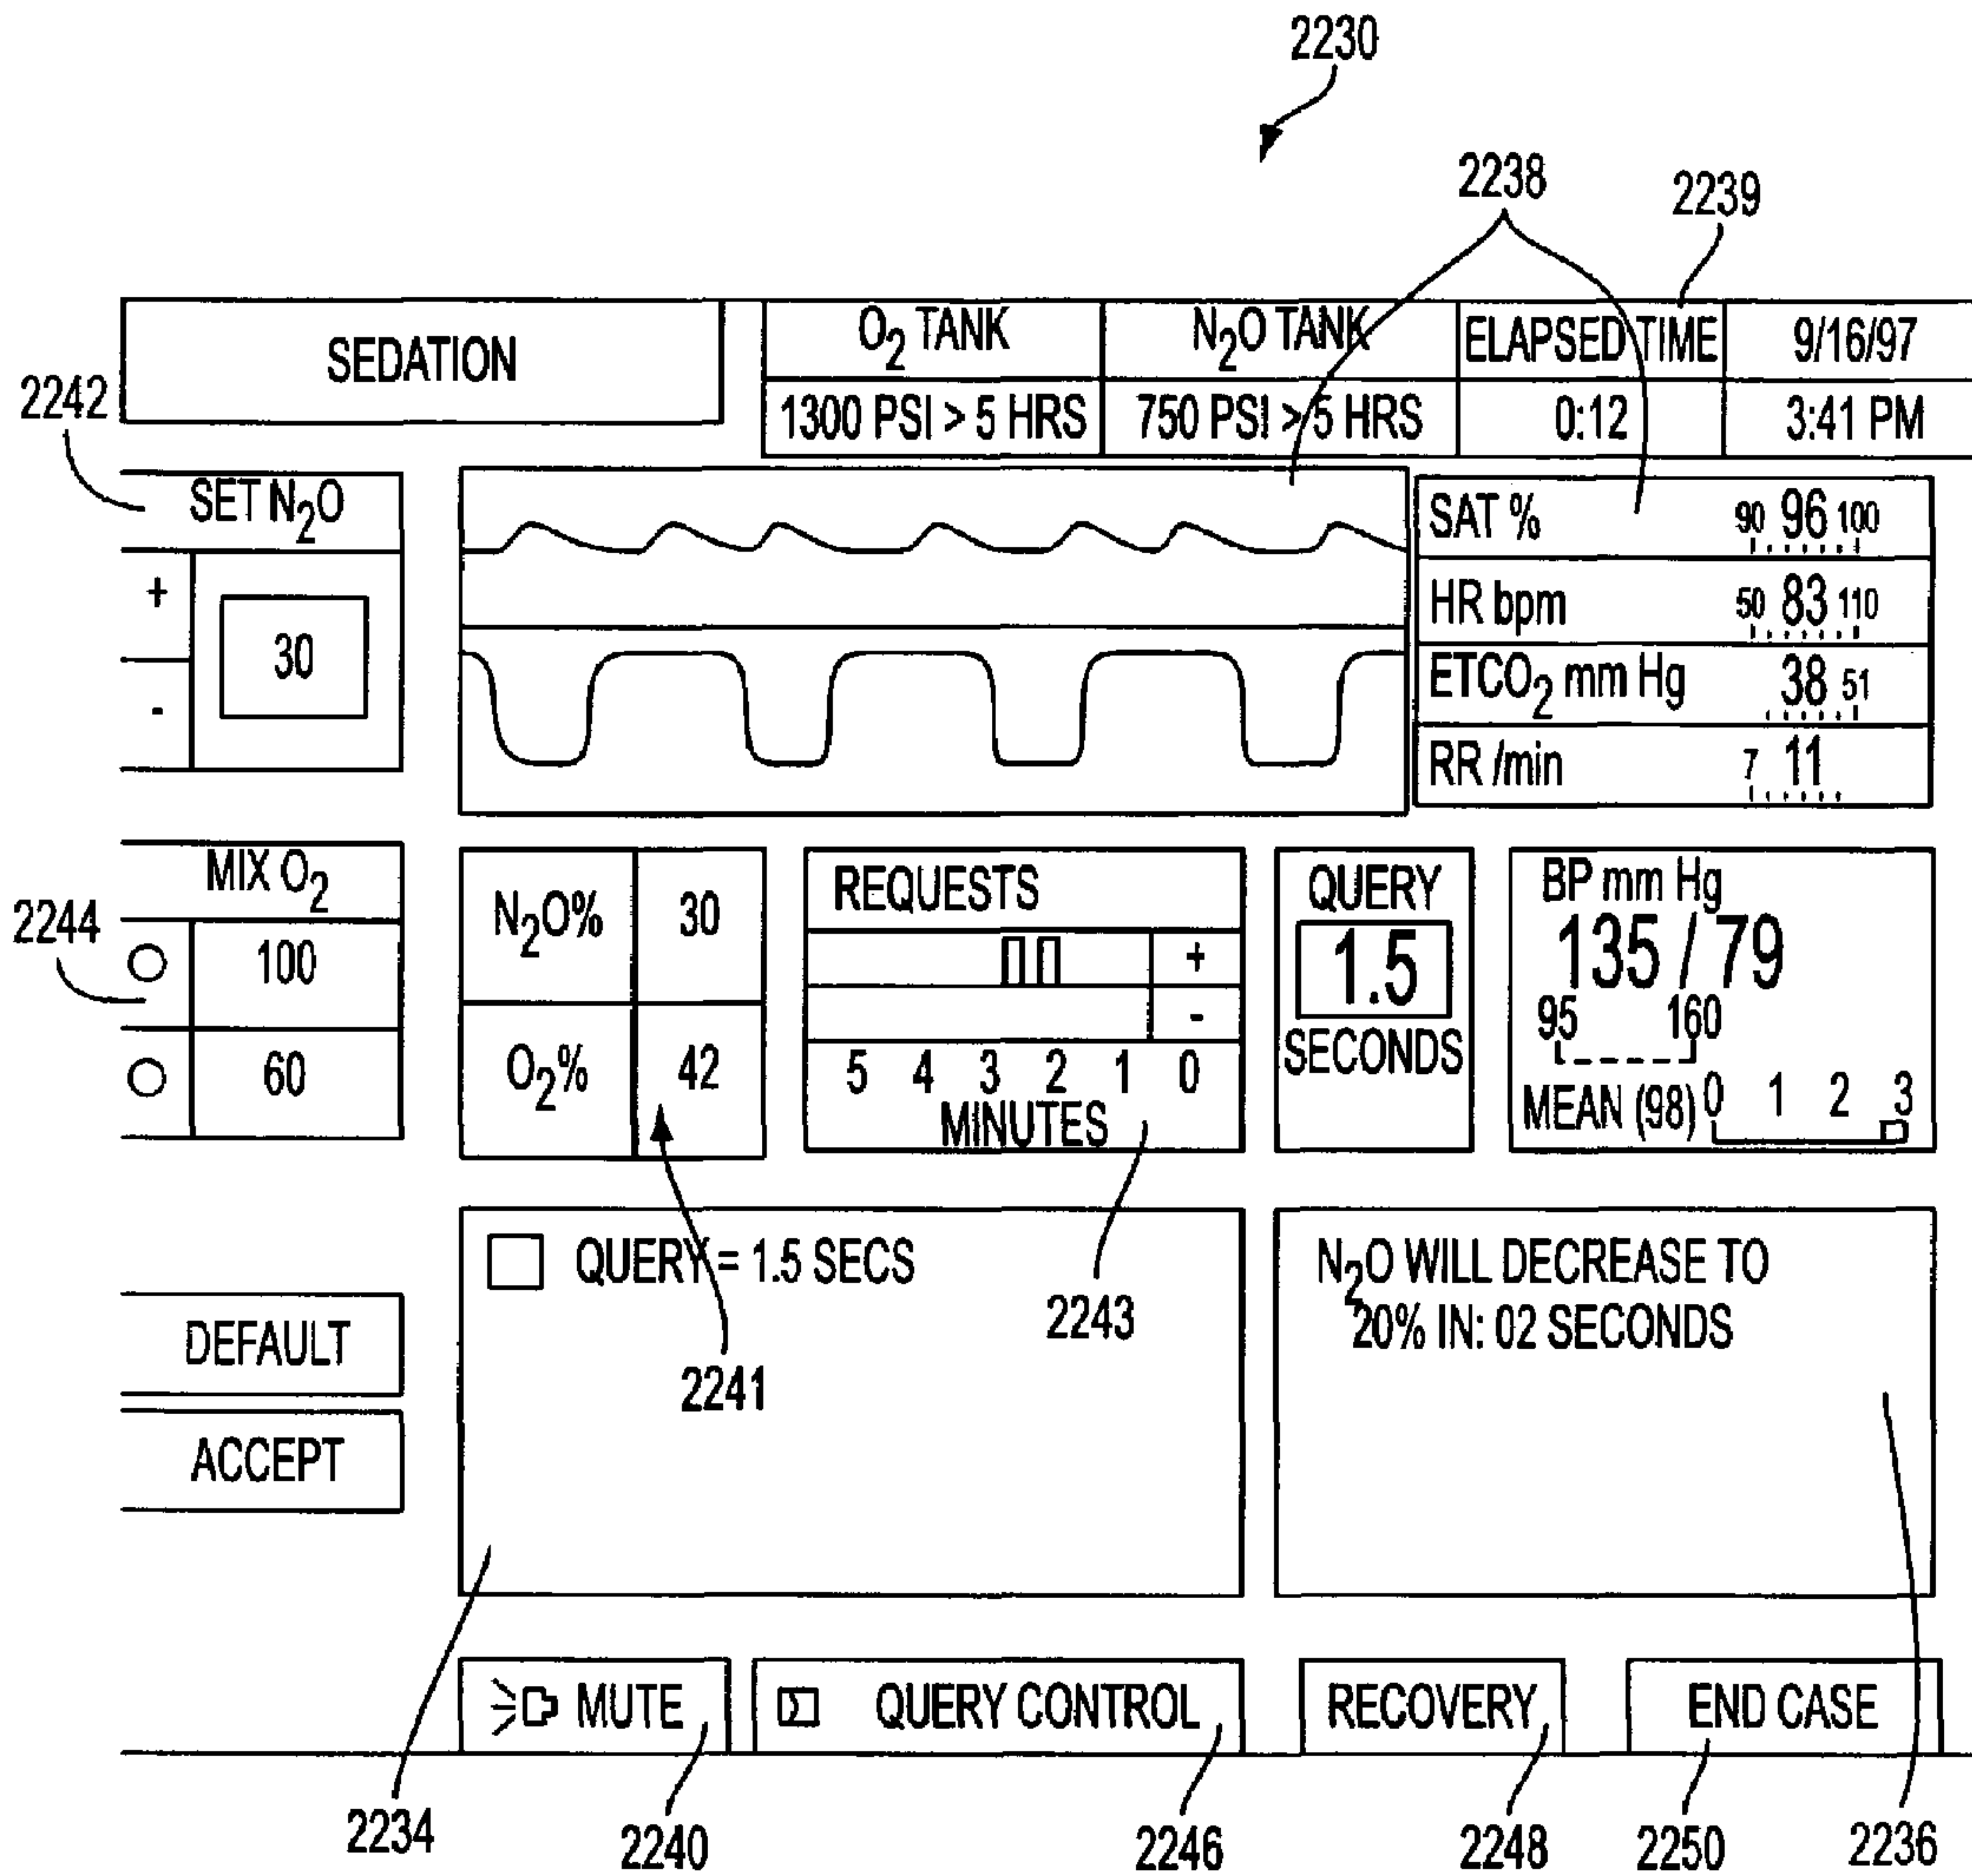 2230
2238
2239
SEDATION
O₂ TANK
N₂O TANK
ELAPSED TIME
9/16/97
1300 PSI > 5 HRS
750 PSI > 5 HRS
0:12
3:41 PM
2242
SET N₂O
+
30
-
SAT %
90 96 100
HR bpm
50 83 110
ETCO₂ mm Hg
38 51
RR /min
7 11
2244
MIX O₂
100
60
N₂O%
30
O₂%
42
REQUESTS
+
-
5 4 3 2 1 0
MINUTES
QUERY
1.5
SECONDS
BP mm Hg
135 / 79
95 160
MEAN (98)
0 1 2 3
DEFAULT
ACCEPT
QUERY = 1.5 SECS
2241
2243
N₂O WILL DECREASE TO
20% IN: 02 SECONDS
MUTE
QUERY CONTROL
RECOVERY
END CASE
2234
2240
2246
2248
2250
2236